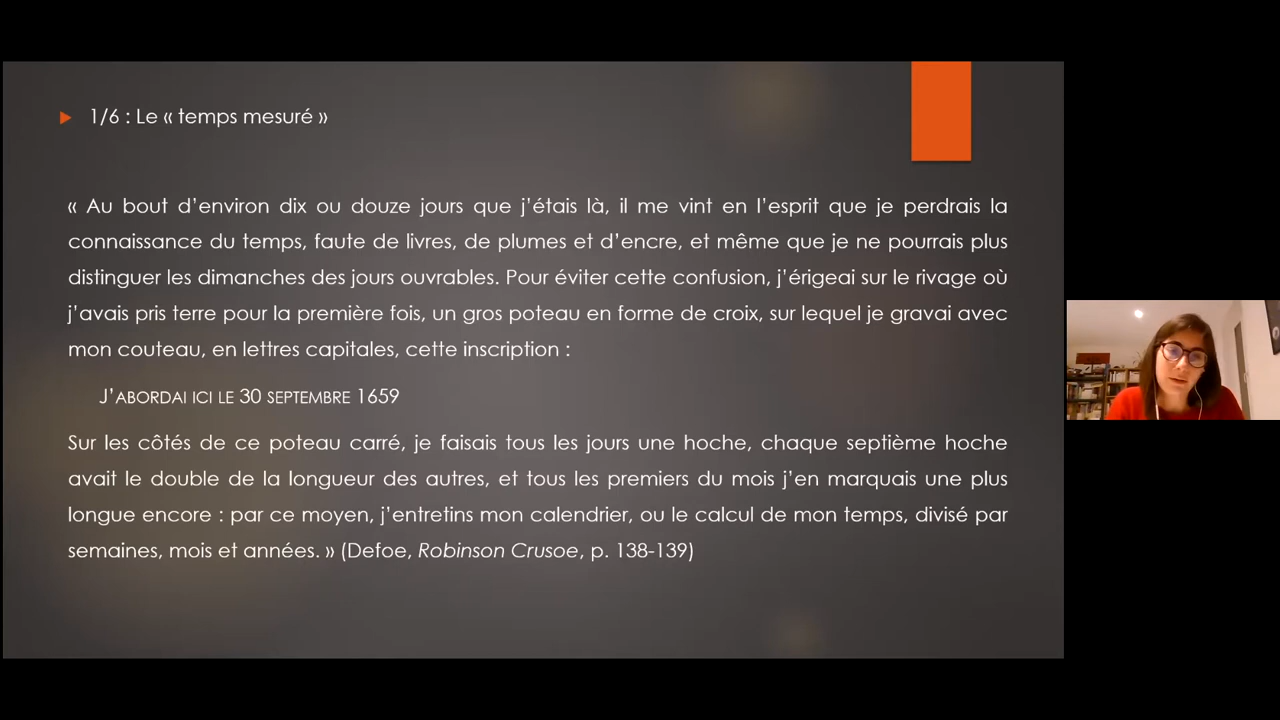 1/6 : Le « temps mesuré »
« Au bout d’environ dix ou douze jours que j’étais là, il me vint en l’esprit que je perdrais la
connaissance du temps, faute de livres, de plumes et d’encre, et même que je ne pourrais plus
distinguer les dimanches des jours ouvrables. Pour éviter cette confusion, j’érigeai sur le rivage où
j’avais pris terre pour la première fois, un gros poteau en forme de croix, sur lequel je gravai avec
mon couteau, en lettres capitales, cette inscription :
J’ABORDAI ICI LE 30 SEPTEMBRE 1659
Sur les côtés de ce poteau carré, je faisais tous les jours une hoche, chaque septième hoche
avait le double de la longueur des autres, et tous les premiers du mois j’en marquais une plus
longue encore : par ce moyen, j’entretins mon calendrier, ou le calcul de mon temps, divisé par
semaines, mois et années. » (Defoe, Robinson Crusoe, p. 138-139)